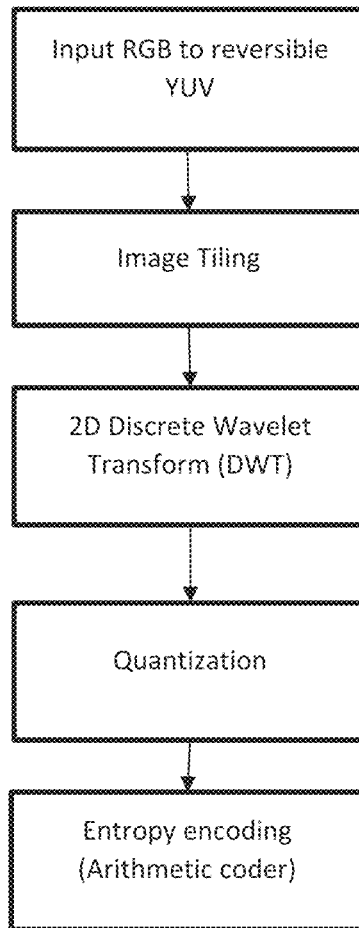 Input RGB to reversible
YUV
Image Tiling
2D Discrete Wavelet
Transform (DWT)
Quantization
Entropy encoding
(Arithmetic coder)